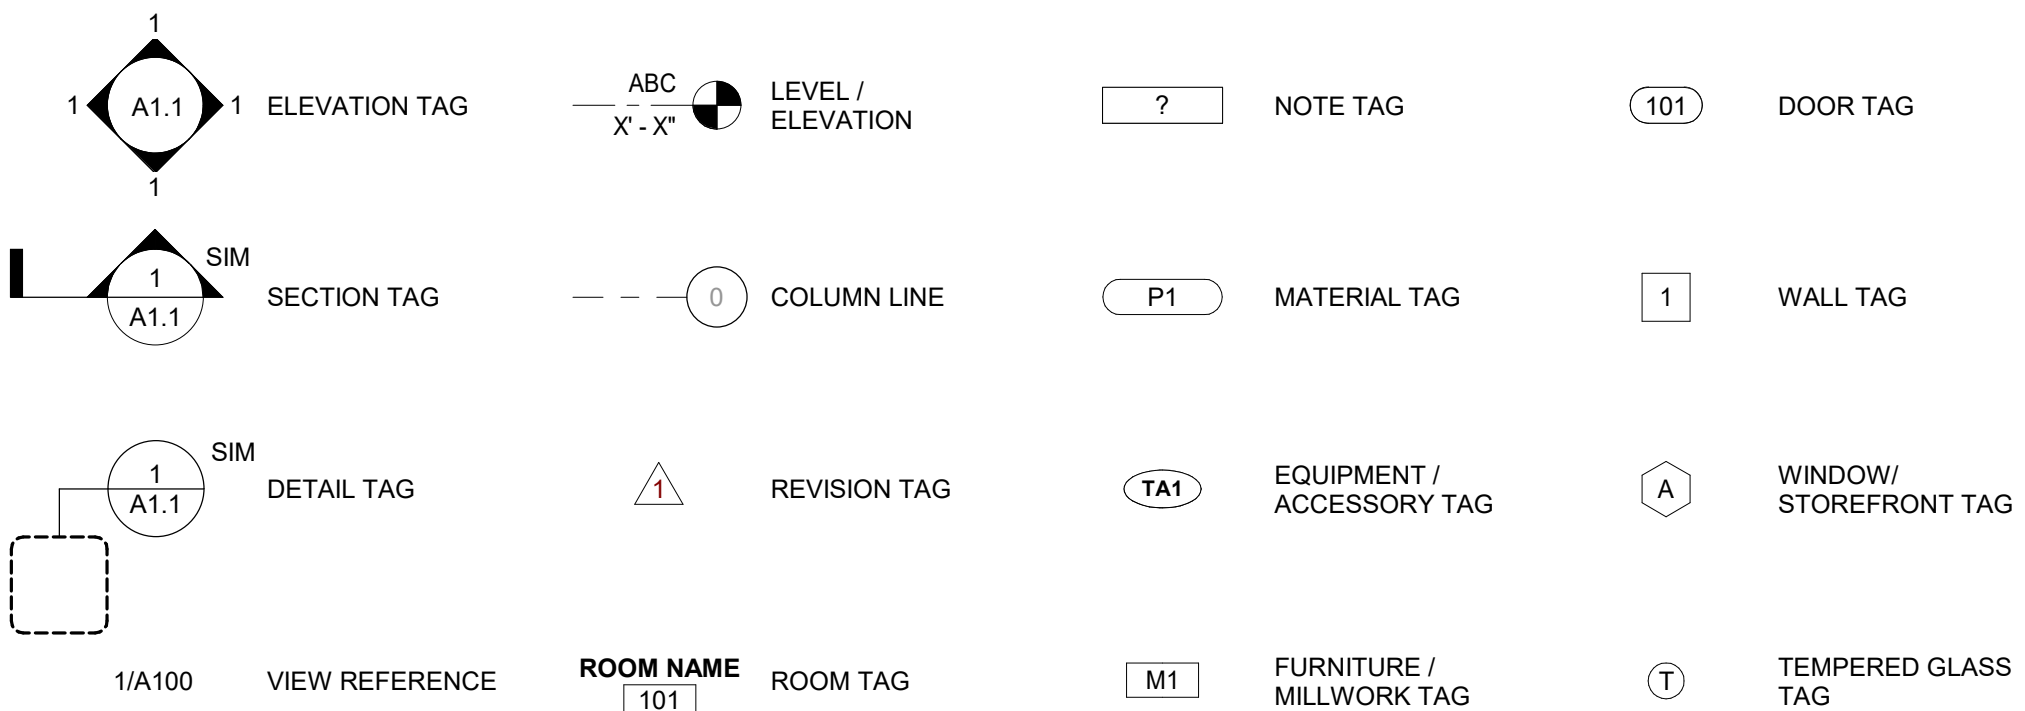 1
1 A1.1 1
1
ELEVATION TAG
ABC
X' - X"
LEVEL /
ELEVATION
?
NOTE TAG
101
DOOR TAG
SIM
1
A1.1
SECTION TAG
0
COLUMN LINE
P1
MATERIAL TAG
1
WALL TAG
SIM
1
A1.1
DETAIL TAG
1
REVISION TAG
TA1
EQUIPMENT /
ACCESSORY TAG
A
WINDOW/
STOREFRONT TAG
1/A100
VIEW REFERENCE
ROOM NAME
101
ROOM TAG
M1
FURNITURE /
MILLWORK TAG
T
TEMPERED GLASS
TAG